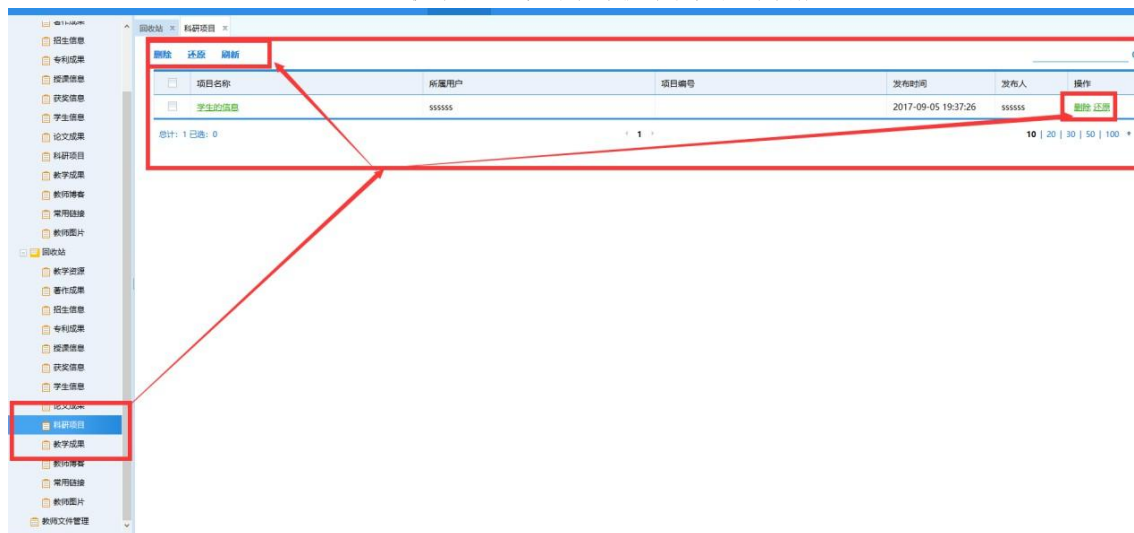 著作成果
招生信息
专利成果
授课信息
获奖信息
学生信息
论文成果
科研项目
教学成果
教师博客
常用链接
教师图片
回收站
教学资源
著作成果
招生信息
专利成果
授课信息
获奖信息
学生信息
论文成果
科研项目
教学成果
教师博客
常用链接
教师图片
教师文件管理
回收站 × 科研项目 ×
删除 还原 刷新
项目名称 所属用户 项目编号 发布时间 发布人 操作
学生的信息 ssssss 2017-09-05 19:37:26 ssssss 删除 还原
总计: 1 已选: 0 ‹ 1 › 10 | 20 | 30 | 50 | 100